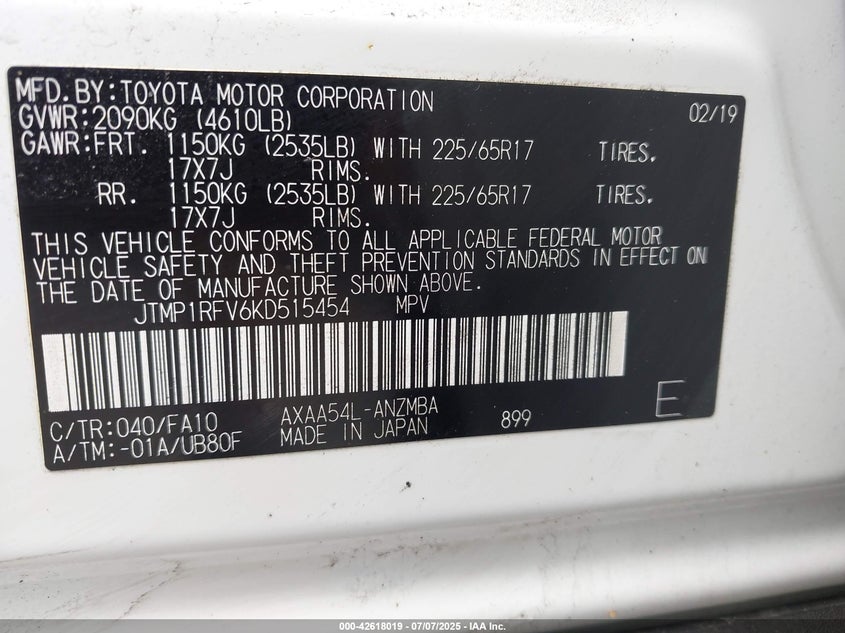 MFD.BY:TOYOTA MOTOR CORPORATION 02/19
GVWR:2090KG (4610LB)
GAWR:FRT. 1150KG (2535LB) WITH 225/65R17 TIRES.
17X7J RIMS.
RR. 1150KG (2535LB) WITH 225/65R17 TIRES.
17X7J RIMS.
THIS VEHICLE CONFORMS TO ALL APPLICABLE FEDERAL MOTOR
VEHICLE SAFETY AND THEFT PREVENTION STANDARDS IN EFFECT ON
THE DATE OF MANUFACTURE SHOWN ABOVE.
JTMP1RFV6KD515454 MPV
C/TR:040/FA10 AXAA54L-ANZMBA 899 E
A/TM:-01A/UB80F MADE IN JAPAN
000-42618019 - 07/07/2025 - IAA Inc.